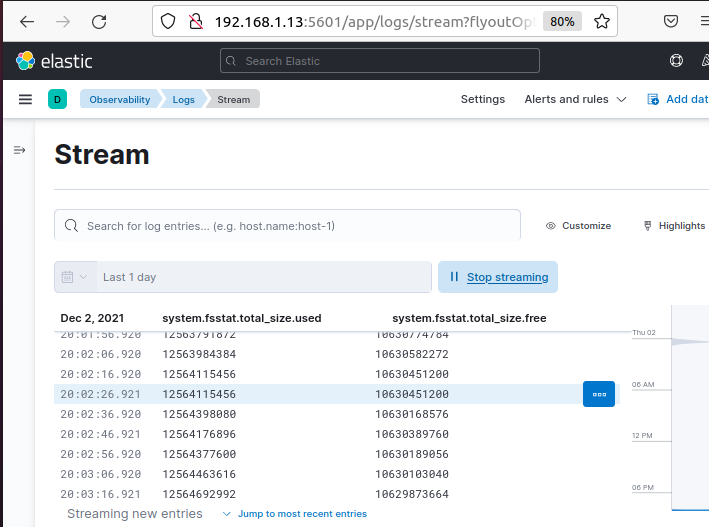 192.168.1.13:5601/app/logs/stream?flyoutOp
80%
elastic
Search Elastic
D
Observability
Logs
Stream
Settings
Alerts and rules
Add dat
Stream
Search for log entries... (e.g. host.name:host-1)
Customize
Highlights
Last 1 day
Stop streaming
Dec 2, 2021 system.fsstat.total_size.used system.fsstat.total_size.free
20:01:56.920 12563791872 10630774784
20:02:06.920 12563984384 10630582272
20:02:16.920 12564115456 10630451200
20:02:26.921 12564115456 10630451200
20:02:36.920 12564398080 10630168576
20:02:46.921 12564176896 10630389760
20:02:56.920 12564377600 10630189056
20:03:06.920 12564463616 10630103040
20:03:16.921 12564692992 10629873664
Streaming new entries
Jump to most recent entries
Thu 02
06 AM
12 PM
06 PM